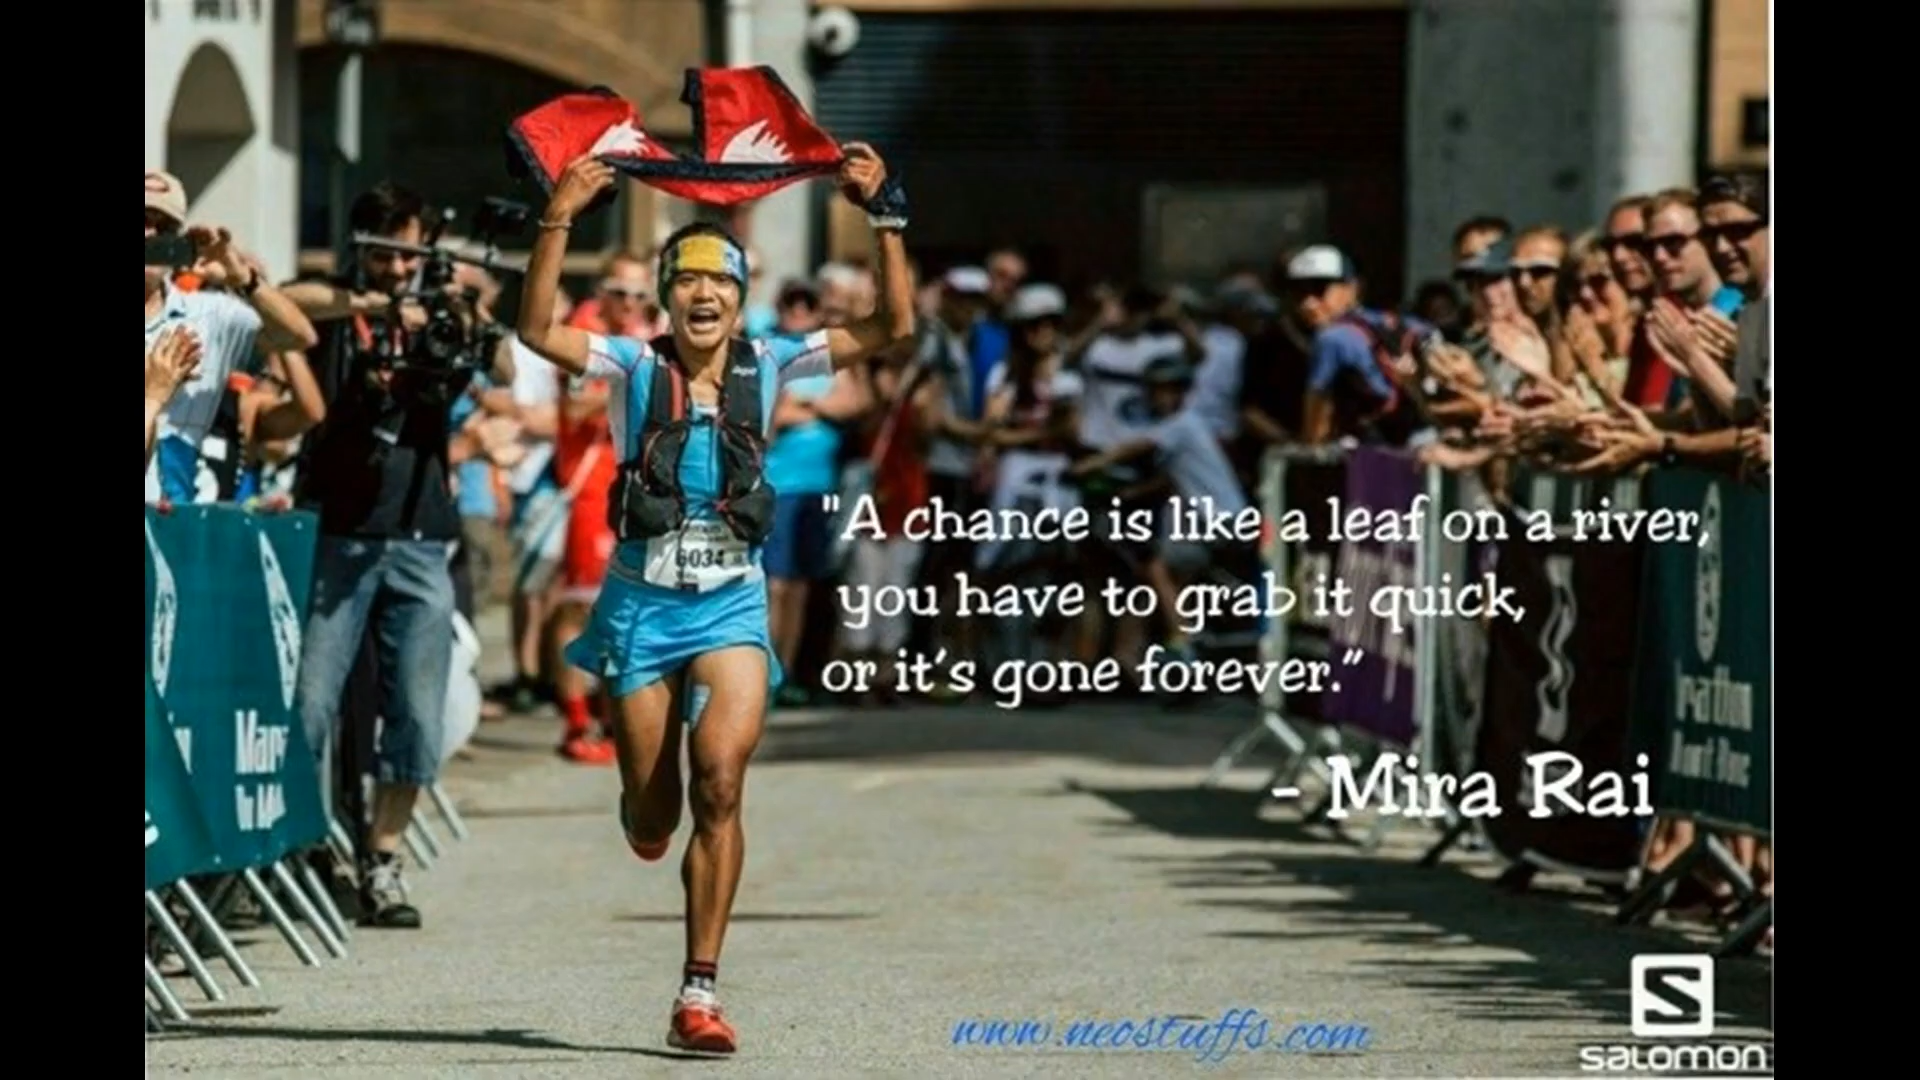 "A chance is like a leaf on a river,
you have to grab it quick,
or it's gone forever."
- Mira Rai
6034
www.neostuffs.com
S
salomon